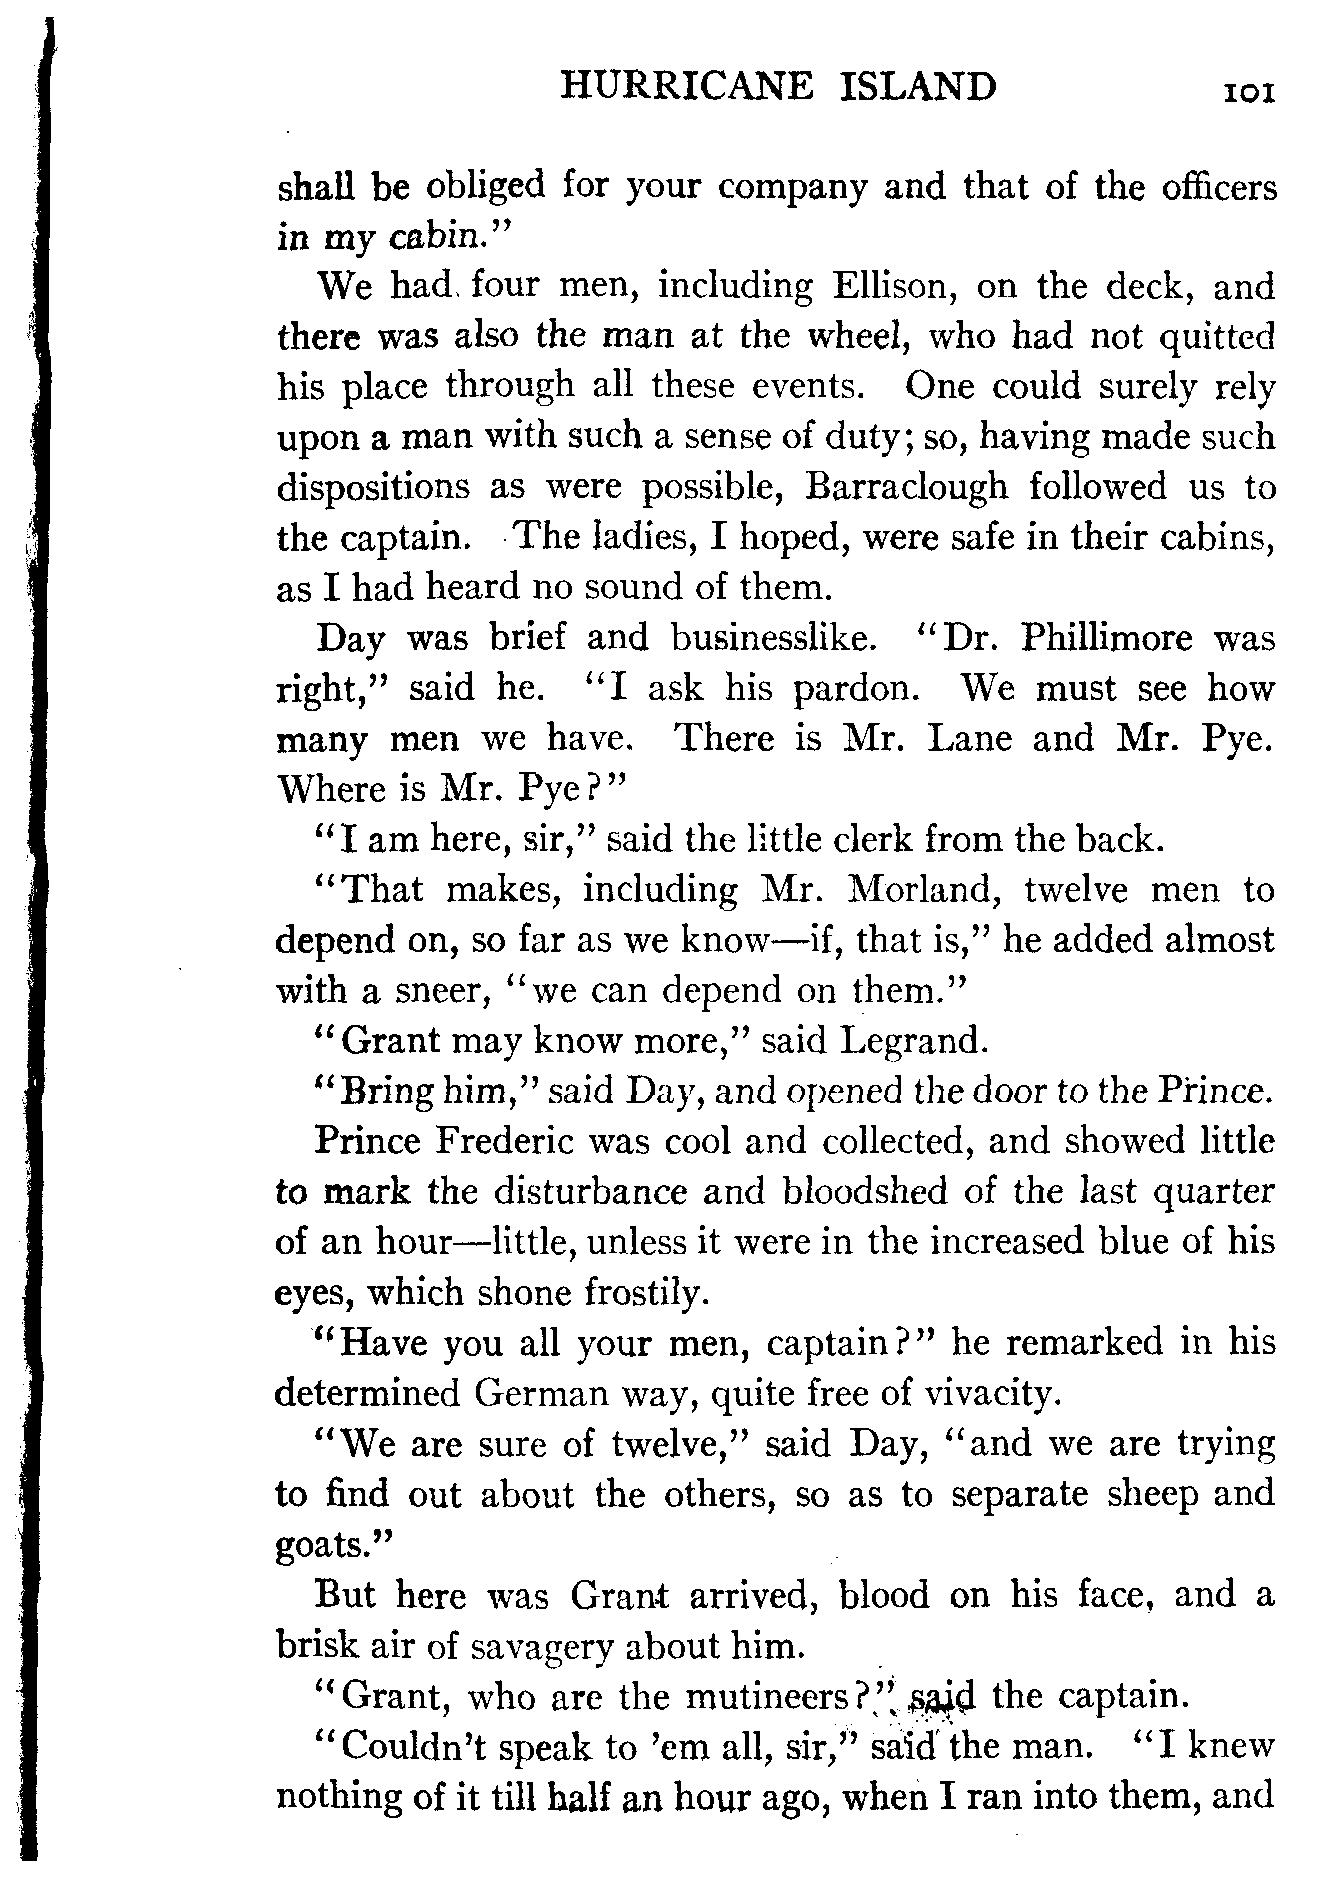 HURRICANE ISLAND 101
shall be obliged for your company and that of the officers
in my cabin."
We had four men, including Ellison, on the deck, and
there was also the man at the wheel, who had not quitted
his place through all these events. One could surely rely
upon a man with such a sense of duty; so, having made such
dispositions as were possible, Barraclough followed us to
the captain. The ladies, I hoped, were safe in their cabins,
as I had heard no sound of them.
Day was brief and businesslike. "Dr. Phillimore was
right," said he. "I ask his pardon. We must see how
many men we have. There is Mr. Lane and Mr. Pye.
Where is Mr. Pye?"
"I am here, sir," said the little clerk from the back.
"That makes, including Mr. Morland, twelve men to
depend on, so far as we know—if, that is," he added almost
with a sneer, "we can depend on them."
"Grant may know more," said Legrand.
"Bring him," said Day, and opened the door to the Prince.
Prince Frederic was cool and collected, and showed little
to mark the disturbance and bloodshed of the last quarter
of an hour—little, unless it were in the increased blue of his
eyes, which shone frostily.
"Have you all your men, captain?" he remarked in his
determined German way, quite free of vivacity.
"We are sure of twelve," said Day, "and we are trying
to find out about the others, so as to separate sheep and
goats."
But here was Grant arrived, blood on his face, and a
brisk air of savagery about him.
"Grant, who are the mutineers?" said the captain.
"Couldn't speak to 'em all, sir," said the man. "I knew
nothing of it till half an hour ago, when I ran into them, and